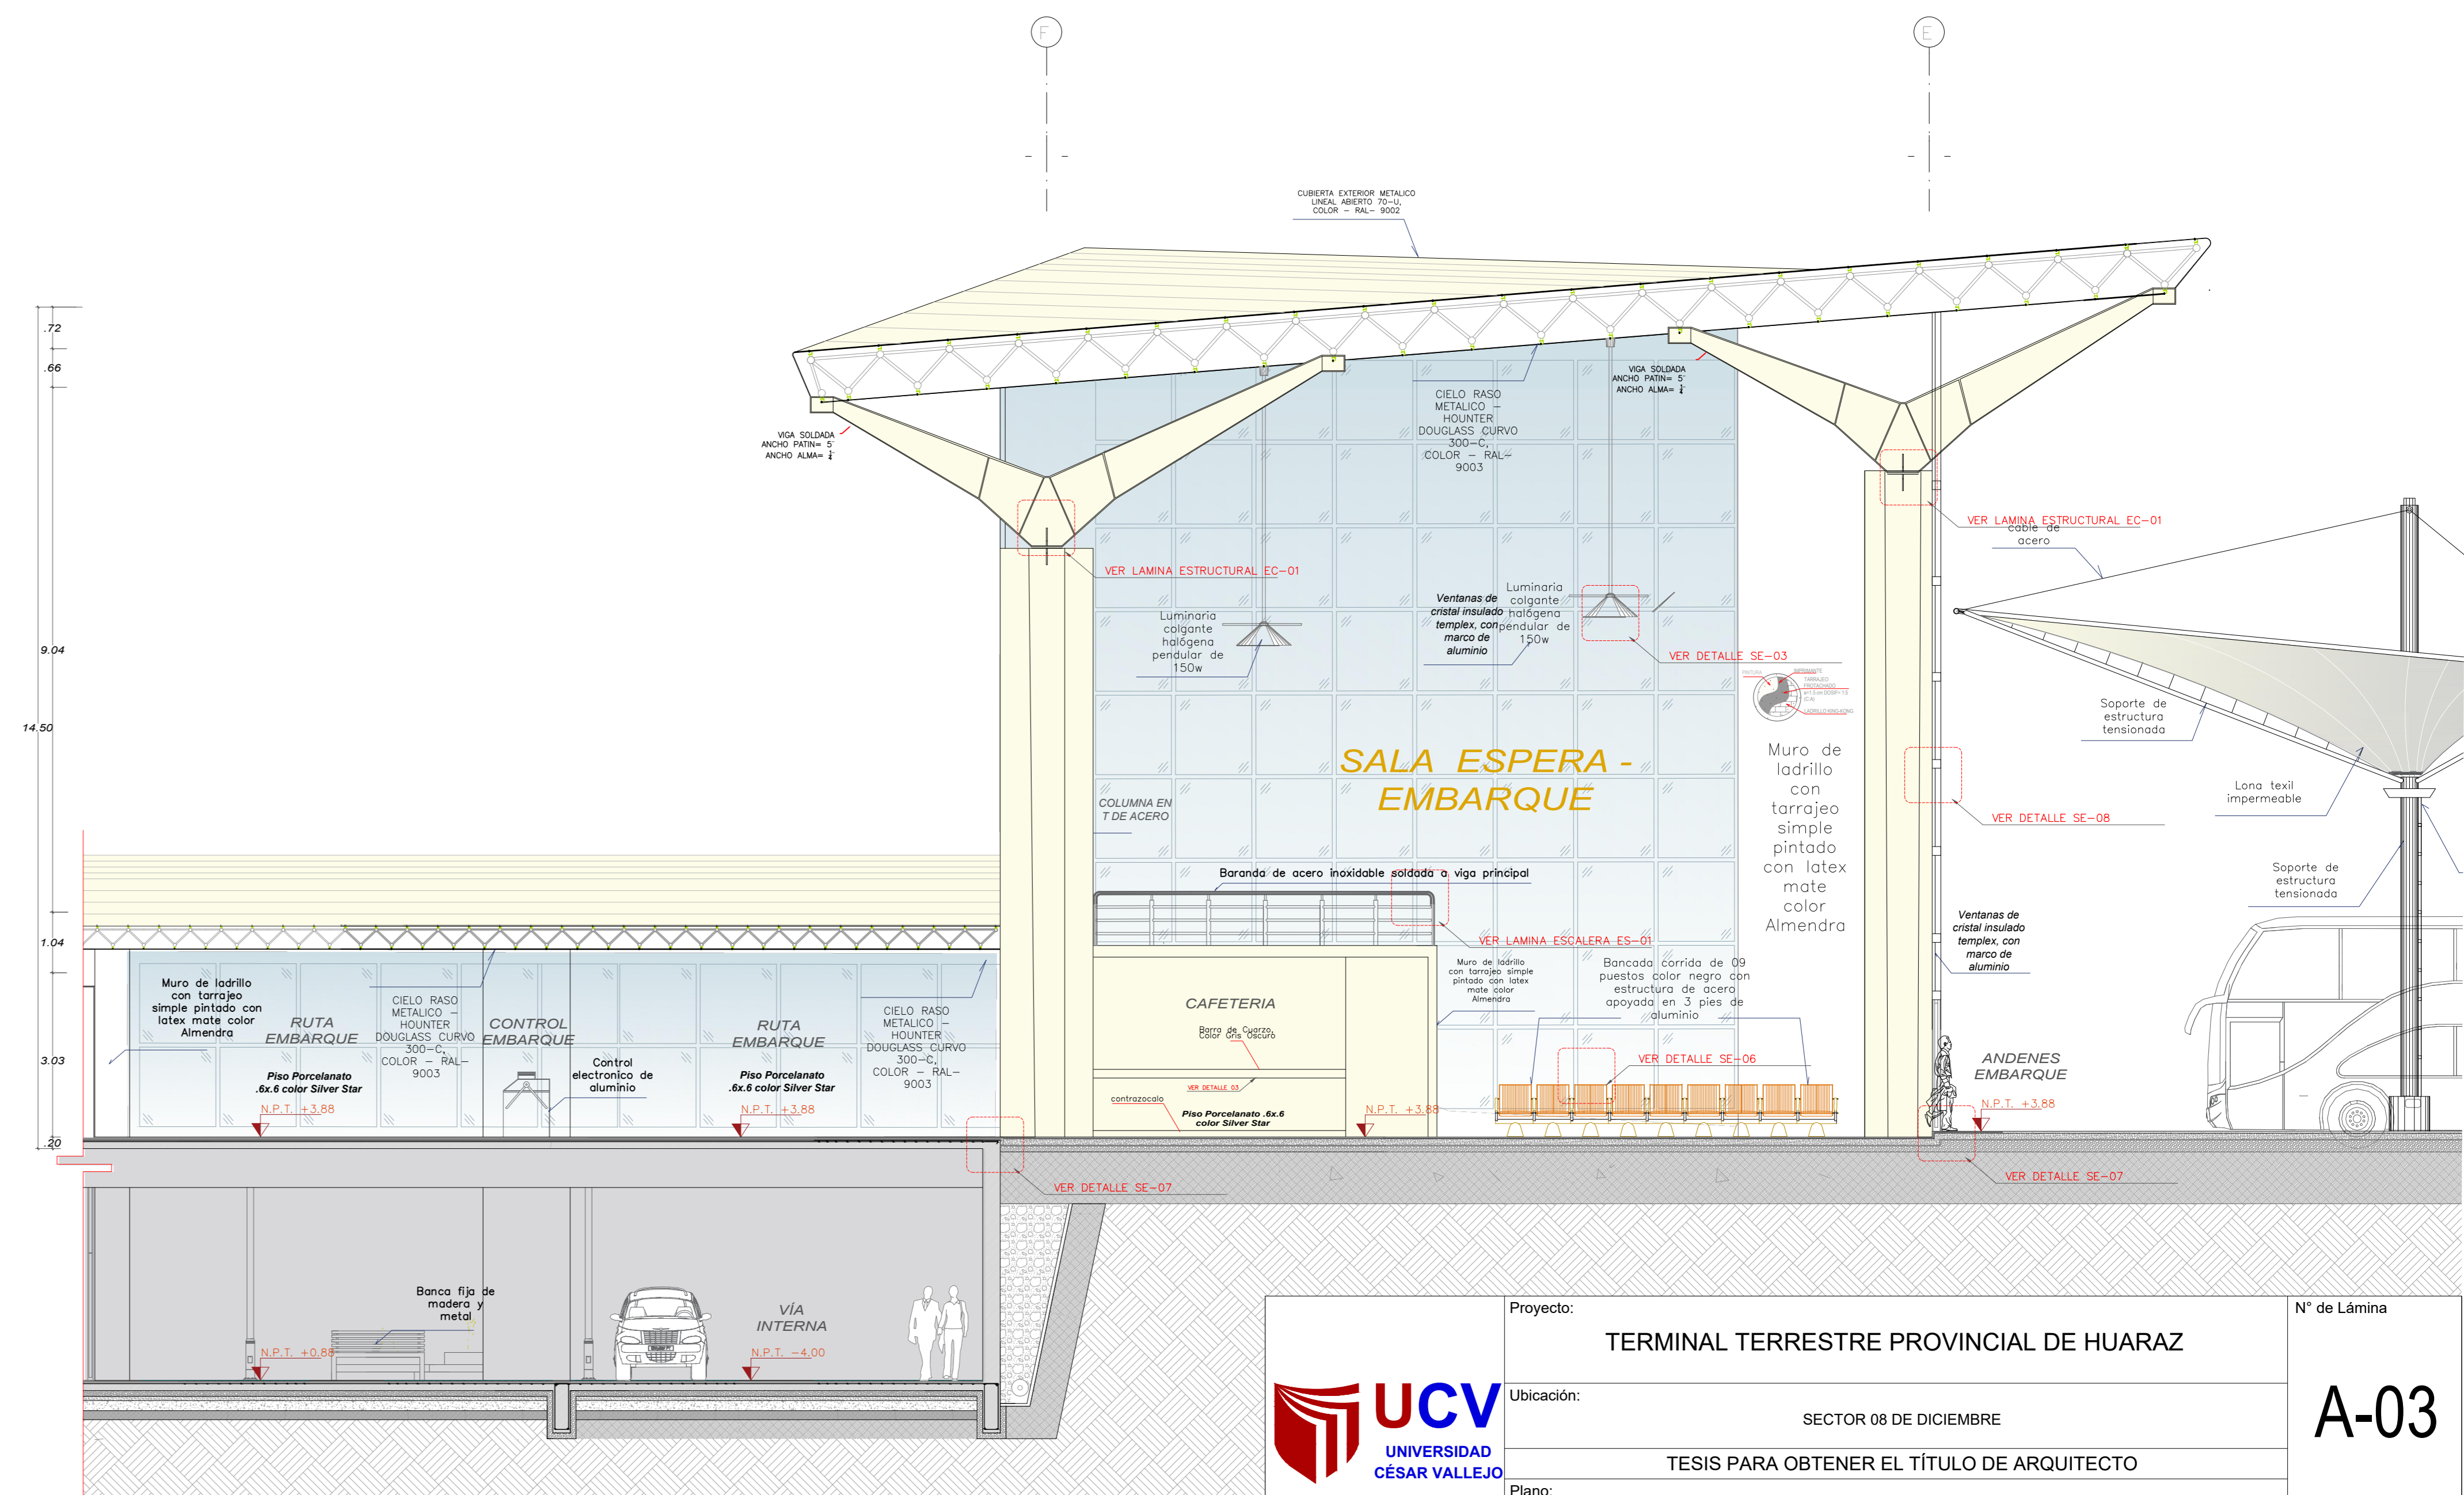 F
E
CUBIERTA EXTERIOR METALICO
LINEAL ABIERTO 70-U,
COLOR - RAL- 9002
.72
.66
9.04
14.50
1.04
3.03
.20
VIGA SOLDADA
ANCHO PATIN= 5"
ANCHO ALMA=
VIGA SOLDADA
ANCHO PATIN= 5"
ANCHO ALMA=
CIELO RASO
METALICO -
HOUNTER
DOUGLASS CURVO
300-C,
COLOR - RAL-
9003
VER LAMINA ESTRUCTURAL EC-01
VER LAMINA ESTRUCTURAL EC-01
cable de
acero
Luminaria
colgante
halógena
pendular de
150w
Ventanas de
cristal insulado
templex, con
marco de
aluminio
Luminaria
colgante
halógena
pendular de
150w
VER DETALLE SE-03
PINTURA
IMPRIMANTE
TARRAJEO
FROTACHADO
LADRILLO KING-KONG
Soporte de
estructura
tensionada
SALA ESPERA -
EMBARQUE
Muro de
ladrillo
con
tarrajeo
simple
pintado
con latex
mate
color
Almendra
COLUMNA EN
T DE ACERO
VER DETALLE SE-08
Lona texil
impermeable
Soporte de
estructura
tensionada
Baranda de acero inoxidable soldada a viga principal
VER LAMINA ESCALERA ES-01
Ventanas de
cristal insulado
templex, con
marco de
aluminio
Muro de ladrillo
con tarrajeo simple
pintado con latex
mate color
Almendra
Bancada corrida de 09
puestos color negro con
estructura de acero
apoyada en 3 pies de
aluminio
Muro de ladrillo
con tarrajeo
simple pintado con
latex mate color
Almendra
RUTA
EMBARQUE
CIELO RASO
METALICO -
HOUNTER
DOUGLASS CURVO
300-C,
COLOR - RAL-
9003
CONTROL
EMBARQUE
RUTA
EMBARQUE
CIELO RASO
METALICO -
HOUNTER
DOUGLASS CURVO
300-C,
COLOR - RAL-
9003
CAFETERIA
Barra de Cuarzo,
Color Gris Oscuro
VER DETALLE SE-06
ANDENES
EMBARQUE
Piso Porcelanato
.6x.6 color Silver Star
Control
electronico de
aluminio
Piso Porcelanato
.6x.6 color Silver Star
VER DETALLE 03
contrazocalo
Piso Porcelanato .6x.6
color Silver Star
N.P.T. +3.88
N.P.T. +3.88
N.P.T. +3.88
N.P.T. +3.88
VER DETALLE SE-07
VER DETALLE SE-07
Banca fija de
madera y
metal
VÍA
INTERNA
N.P.T. +0.88
N.P.T. -4.00
UCV
UNIVERSIDAD
CÉSAR VALLEJO
Proyecto:
TERMINAL TERRESTRE PROVINCIAL DE HUARAZ
Ubicación:
SECTOR 08 DE DICIEMBRE
TESIS PARA OBTENER EL TÍTULO DE ARQUITECTO
Plano:
N° de Lámina
A-03